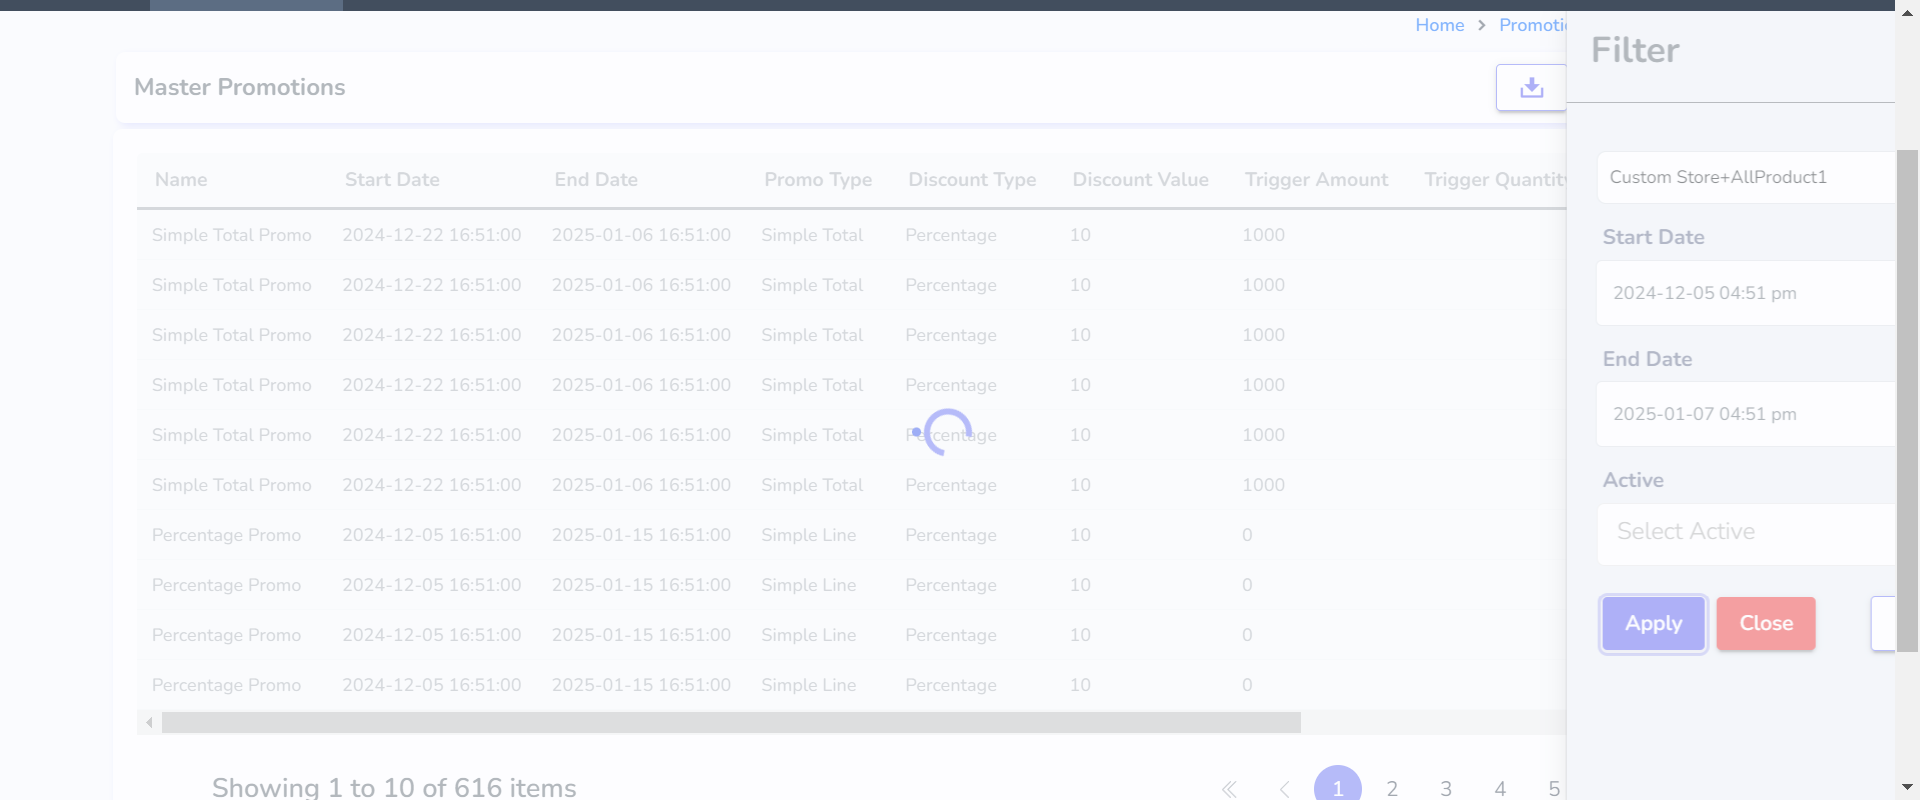 Home > Promoti
Filter
Master Promotions
Name Start Date End Date Promo Type Discount Type Discount Value Trigger Amount Trigger Quantity
Simple Total Promo 2024-12-22 16:51:00 2025-01-06 16:51:00 Simple Total Percentage 10 1000
Simple Total Promo 2024-12-22 16:51:00 2025-01-06 16:51:00 Simple Total Percentage 10 1000
Simple Total Promo 2024-12-22 16:51:00 2025-01-06 16:51:00 Simple Total Percentage 10 1000
Simple Total Promo 2024-12-22 16:51:00 2025-01-06 16:51:00 Simple Total Percentage 10 1000
Simple Total Promo 2024-12-22 16:51:00 2025-01-06 16:51:00 Simple Total Percentage 10 1000
Simple Total Promo 2024-12-22 16:51:00 2025-01-06 16:51:00 Simple Total Percentage 10 1000
Percentage Promo 2024-12-05 16:51:00 2025-01-15 16:51:00 Simple Line Percentage 10 0
Percentage Promo 2024-12-05 16:51:00 2025-01-15 16:51:00 Simple Line Percentage 10 0
Percentage Promo 2024-12-05 16:51:00 2025-01-15 16:51:00 Simple Line Percentage 10 0
Percentage Promo 2024-12-05 16:51:00 2025-01-15 16:51:00 Simple Line Percentage 10 0
Showing 1 to 10 of 616 items
1 2 3 4 5
Custom Store+AllProduct1
Start Date
2024-12-05 04:51 pm
End Date
2025-01-07 04:51 pm
Active
Select Active
Apply Close